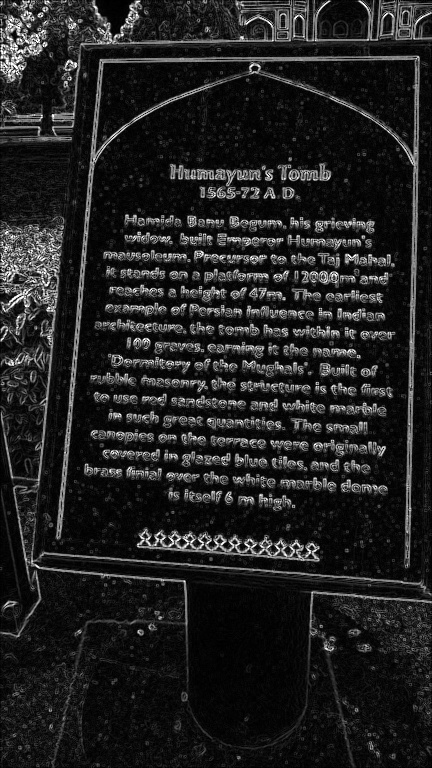 Humayun's Tomb
1565-72 A.D.
Hamida Banu Begum, his grieving
widow, built Emperor Humayun's
mausoleum. Precursor to the Taj Mahal,
it stands on a platform of 12000m² and
reaches a height of 47m. The earliest
example of Persian influence in Indian
architecture, the tomb has within it over
100 graves, earning it the name,
'Dormitory of the Mughals'. Built of
rubble masonry, the structure is the first
to use red sandstone and white marble
in such great quantities. The small
canopies on the terrace were originally
covered in glazed blue tiles, and the
brass finial over the white marble dome
is itself 6 m high.